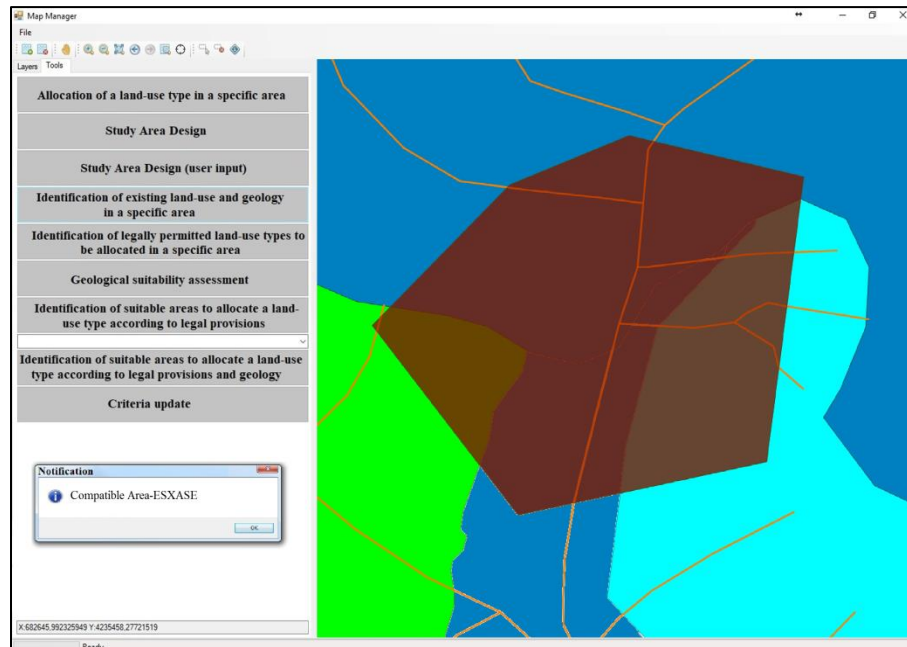 Map Manager
File
Layers Tools
Allocation of a land-use type in a specific area
Study Area Design
Study Area Design (user input)
Identification of existing land-use and geology
in a specific area
Identification of legally permitted land-use types to
be allocated in a specific area
Geological suitability assessment
Identification of suitable areas to allocate a land-
use type according to legal provisions
Identification of suitable areas to allocate a land-use
type according to legal provisions and geology
Criteria update
Notification
Compatible Area-ESXASE
OK
X:682645,992325949 Y:4235458,27721519
Ready